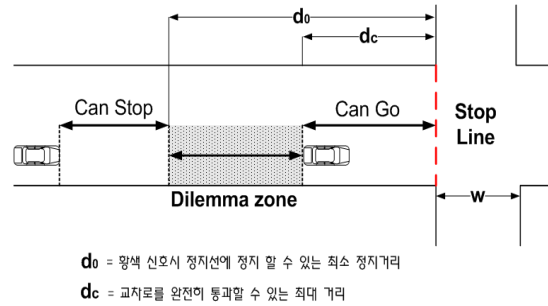 d₀
dc
Can Stop
Can Go
Stop
Line
Dilemma zone
w
d₀ = 황색 신호시 정지선에 정지 할 수 있는 최소 정지거리
dc = 교차로를 완전히 통과할 수 있는 최대 거리